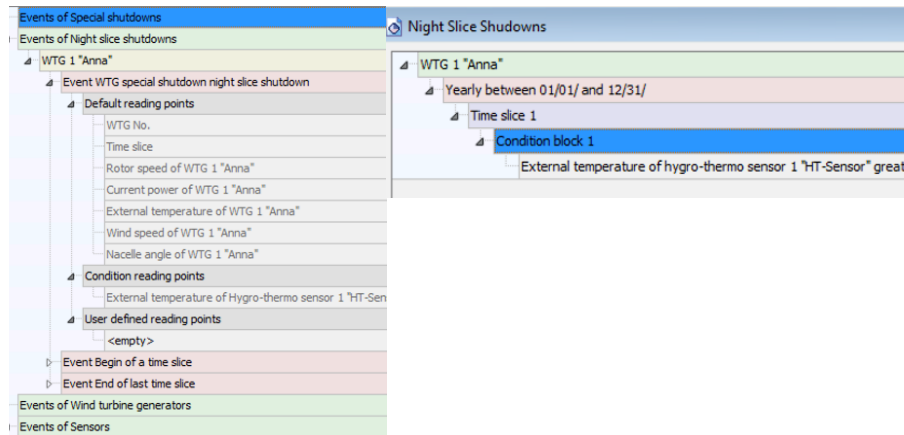 Events of Special shutdowns
Events of Night slice shutdowns
WTG 1 "Anna"
Event WTG special shutdown night slice shutdown
Default reading points
WTG No.
Time slice
Rotor speed of WTG 1 "Anna"
Current power of WTG 1 "Anna"
External temperature of WTG 1 "Anna"
Wind speed of WTG 1 "Anna"
Nacelle angle of WTG 1 "Anna"
Condition reading points
External temperature of Hygro-thermo sensor 1 "HT-Sen
User defined reading points
<empty>
Event Begin of a time slice
Event End of last time slice
Events of Wind turbine generators
Events of Sensors
Night Slice Shudowns
WTG 1 "Anna"
Yearly between 01/01/ and 12/31/
Time slice 1
Condition block 1
External temperature of hygro-thermo sensor 1 "HT-Sensor" great